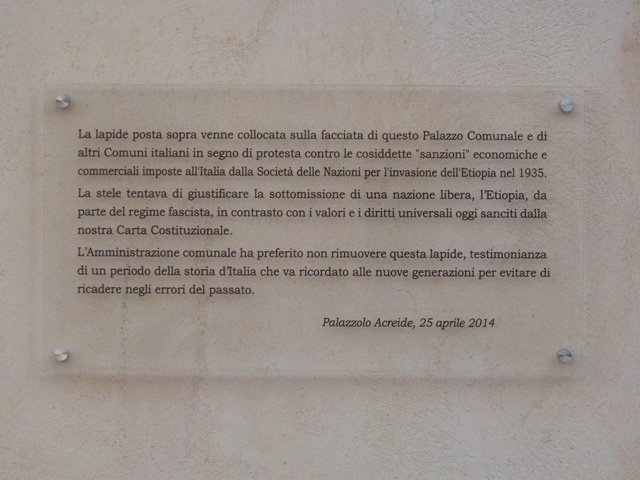 La lapide posta sopra venne collocata sulla facciata di questo Palazzo Comunale e di
altri Comuni italiani in segno di protesta contro le cosiddette "sanzioni" economiche e
commerciali imposte all'Italia dalla Società delle Nazioni per l'invasione dell'Etiopia nel 1935.
La stele tentava di giustificare la sottomissione di una nazione libera, l'Etiopia, da
parte del regime fascista, in contrasto con i valori e i diritti universali oggi sanciti dalla
nostra Carta Costituzionale.
L'Amministrazione comunale ha preferito non rimuovere questa lapide, testimonianza
di un periodo della storia d'Italia che va ricordato alle nuove generazioni per evitare di
ricadere negli errori del passato.
Palazzolo Acreide, 25 aprile 2014